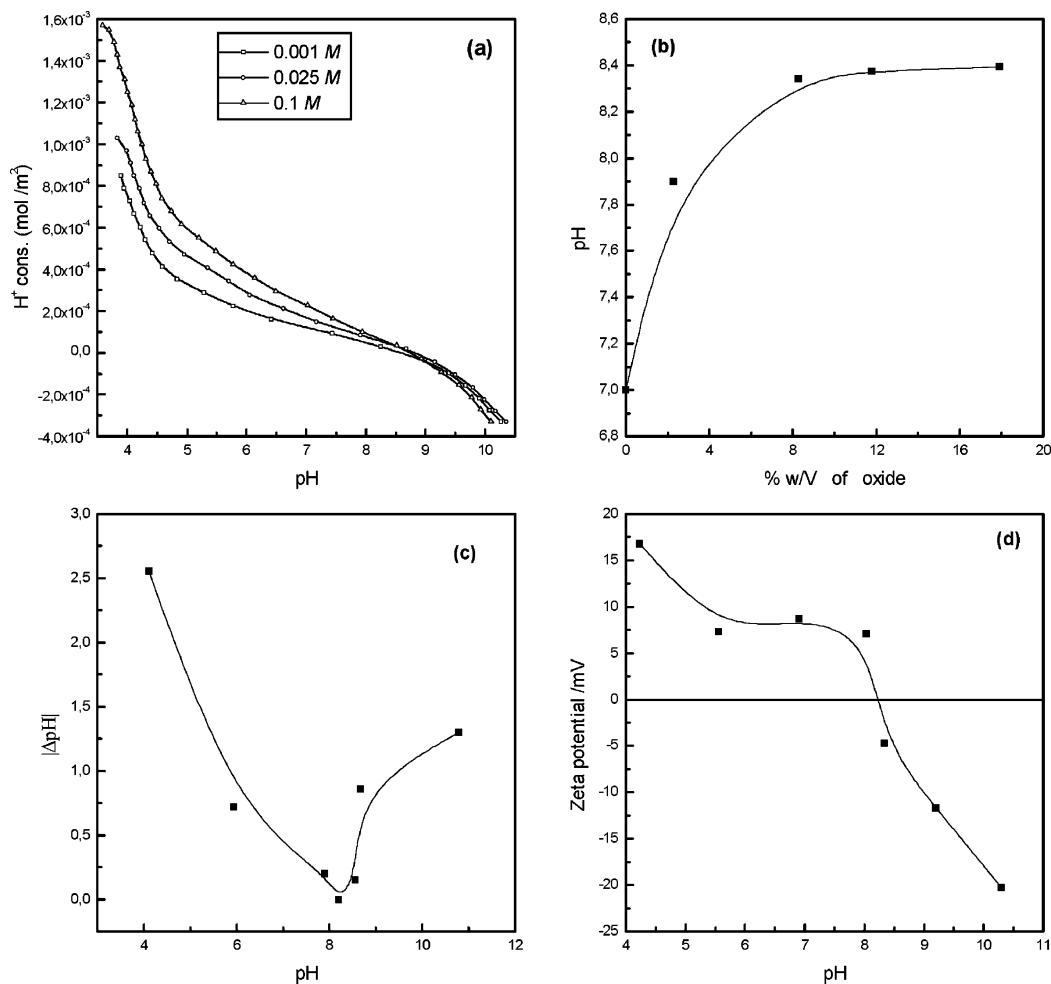 (a)
0.001 M
0.025 M
0.1 M
1,6x10⁻³
1,4x10⁻³
1,2x10⁻³
1,0x10⁻³
8,0x10⁻⁴
6,0x10⁻⁴
4,0x10⁻⁴
2,0x10⁻⁴
0,0
-2,0x10⁻⁴
-4,0x10⁻⁴
H⁺ cons. (mol /m²)
4 5 6 7 8 9 10
pH
(b)
8,6
8,4
8,2
8,0
7,8
7,6
7,4
7,2
7,0
6,8
pH
0 4 8 12 16 20
% w/V of oxide
(c)
3,0
2,5
2,0
1,5
1,0
0,5
0,0
|ΔpH|
4 6 8 10 12
pH
(d)
20
15
10
5
0
-5
-10
-15
-20
-25
Zeta potential /mV
4 5 6 7 8 9 10 11
pH